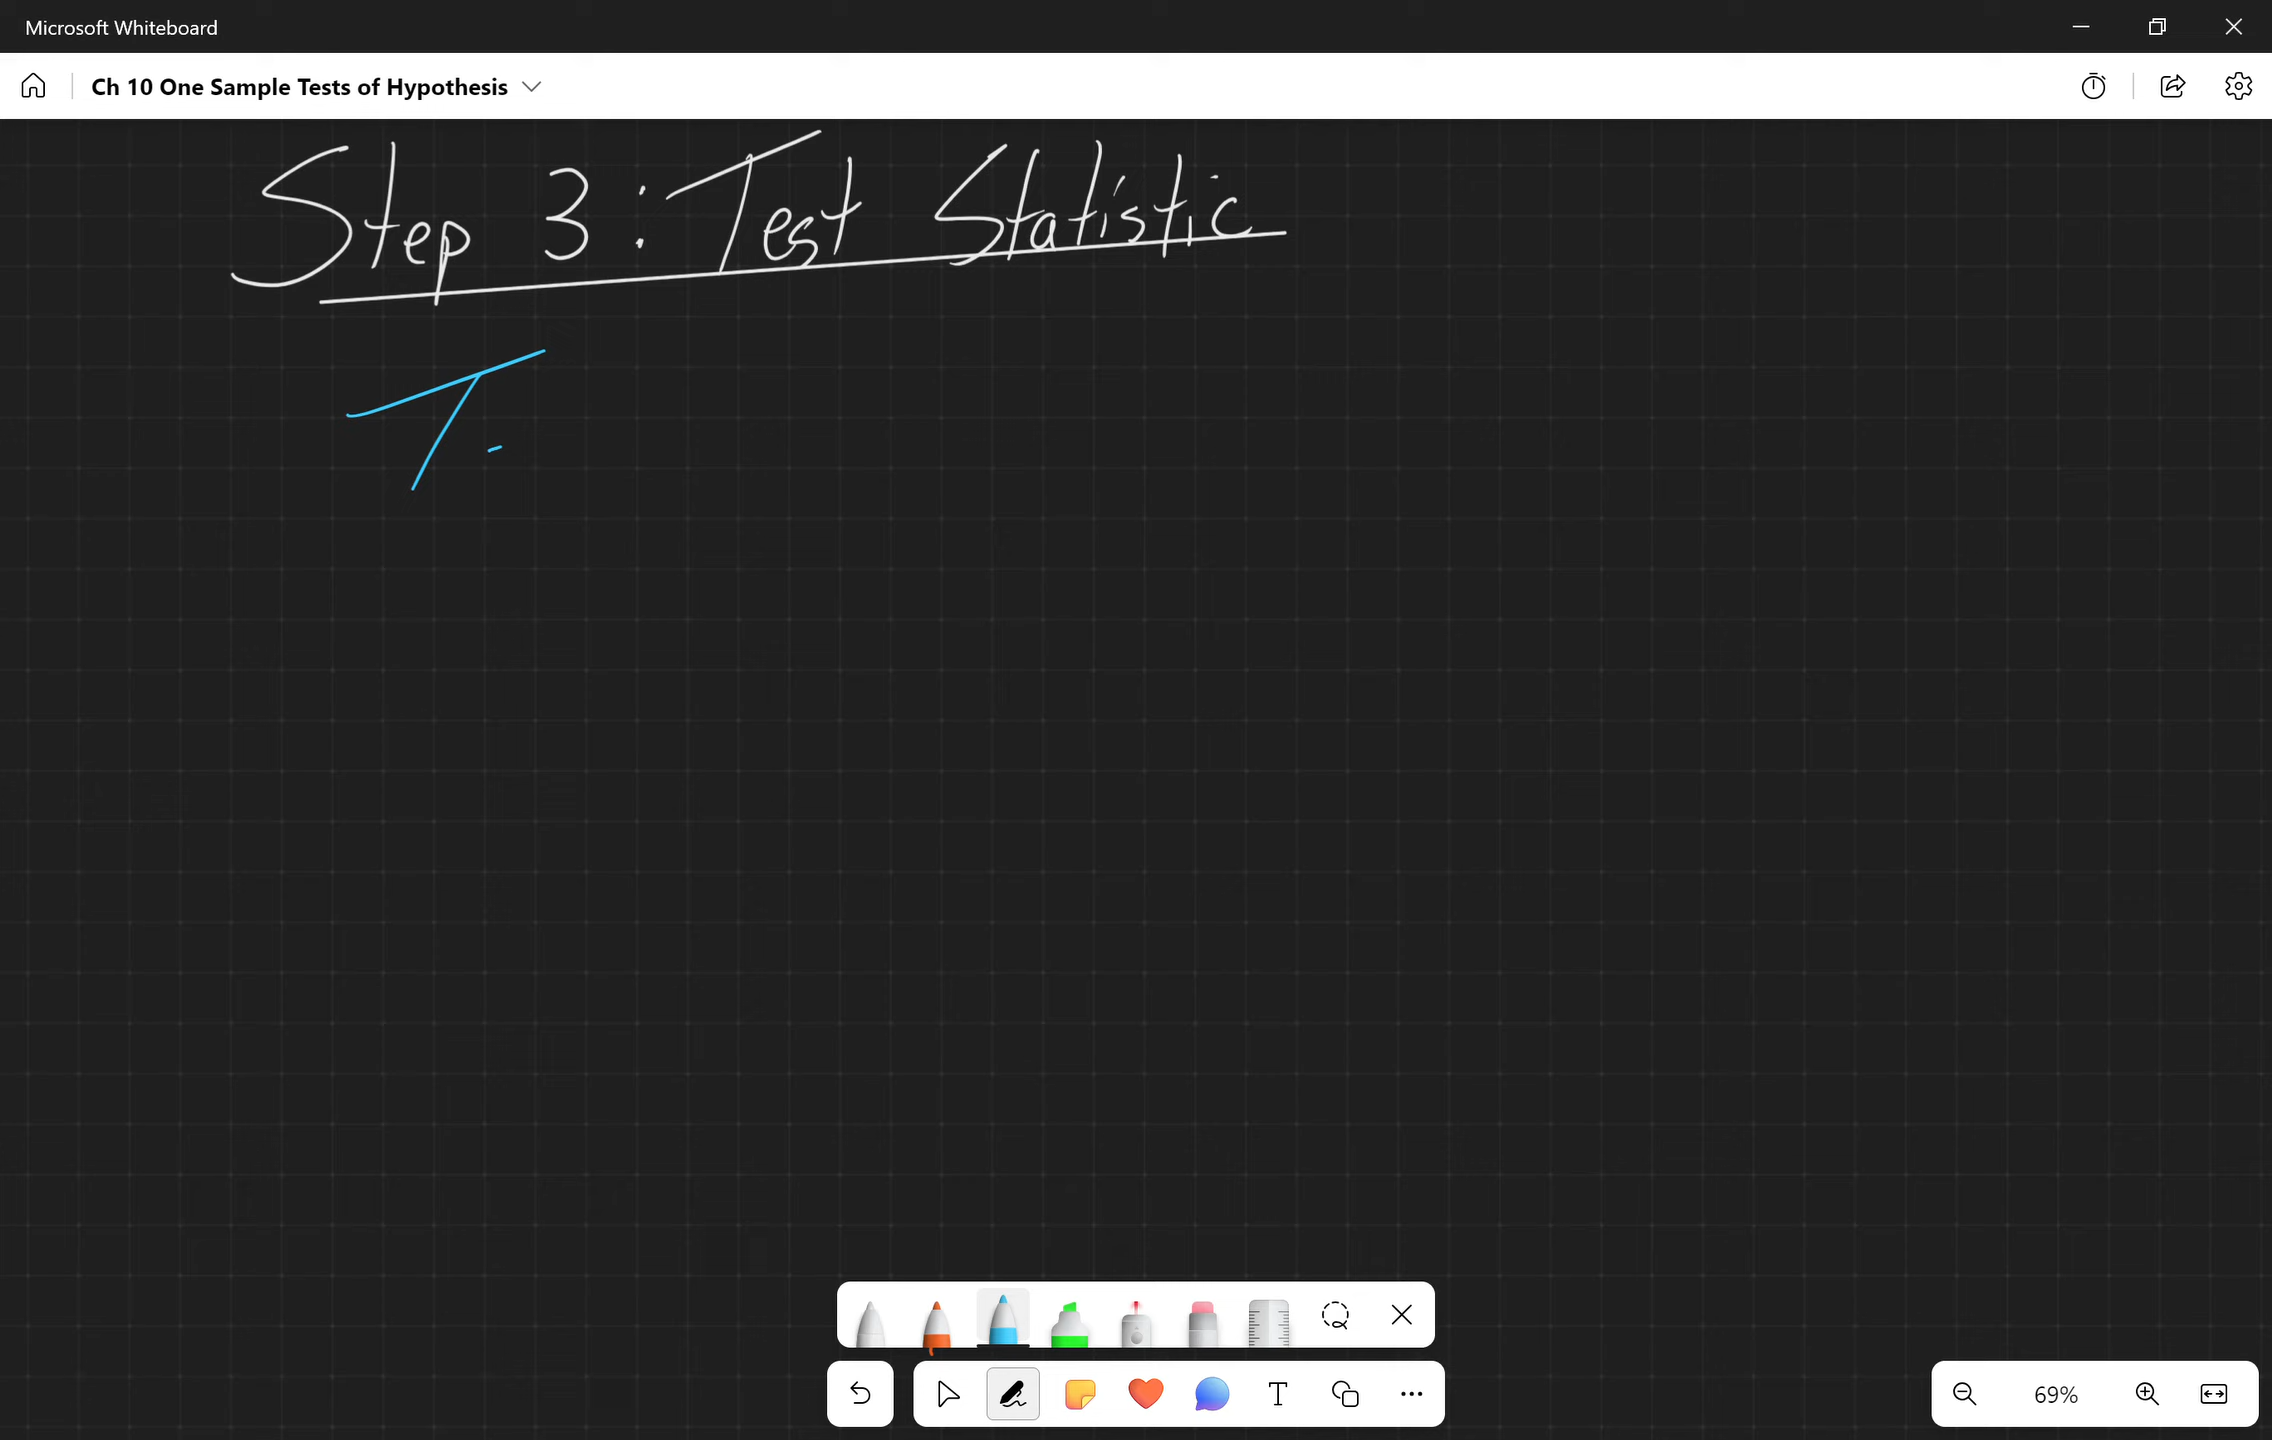 Microsoft Whiteboard
Ch 10 One Sample Tests of Hypothesis
Step 3: Test Statistic
T
T
69%